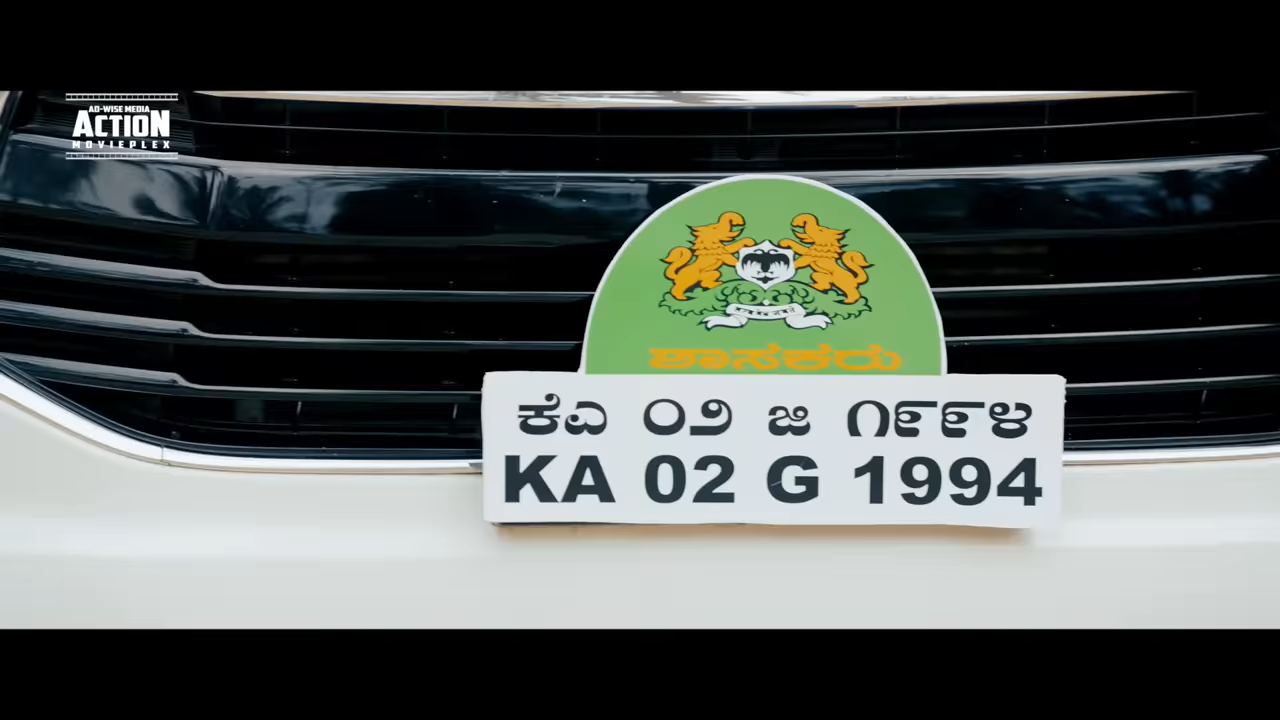 AD-WISE MEDIA
ACTION
MOVIEPLEX
ಶಾಸಕರು
ಕೆಎ ೦೨ ಜಿ ೧೯೯೪
KA 02 G 1994